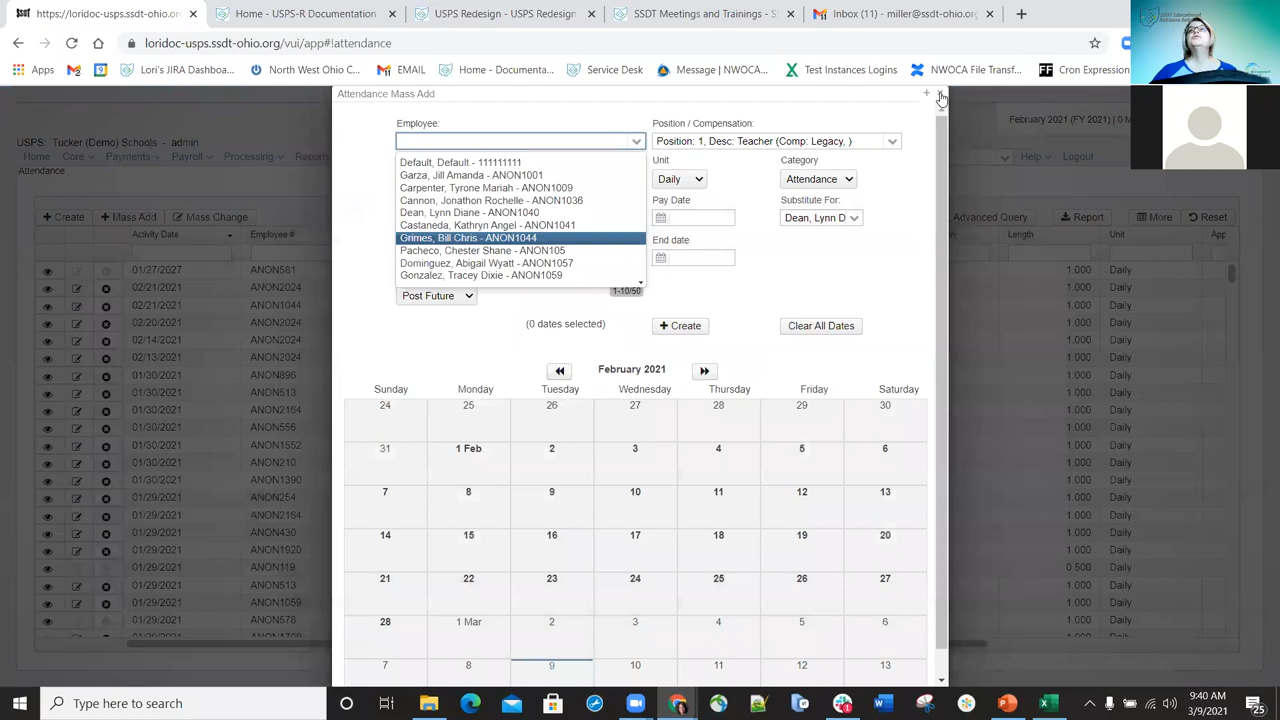 SSDT
Home - USPS-R Documentation
USPS Redesign - USPS Redesign
SSDT Meetings and Trainings, - S
Inbox (11) - miller@ssdt-ohio.org
loridoc-usps.ssdt-ohio.org/vui/app#!attendance
Apps
Lori's JIRA Dashboa...
North West Ohio C...
EMAIL
Home - Documenta...
Service Desk
Message | NWOCA...
Test Instances Logins
NWOCA File Transf...
Cron Expression
Attendance Mass Add
USPS: Tucker (Demo) Schools - admin
February (FY 2021) | 0 M
Home Core Payments Payroll Processing Reports
Help Logout
Attendance
Create Mass Add Mass Change
Advanced Query Report More Reset
Activity Date Employee # Length Unit App
01/27/2027 ANON581 1.000 Daily
02/21/2021 ANON2024 1.000 Daily
02/21/2021 ANON1044 1.000 Daily
02/20/2021 ANON2024 1.000 Daily
02/14/2021 ANON2024 1.000 Daily
02/13/2021 ANON2024 1.000 Daily
01/30/2021 ANON896 1.000 Daily
01/30/2021 ANON513 1.000 Daily
01/30/2021 ANON2164 1.000 Daily
01/30/2021 ANON556 1.000 Daily
01/30/2021 ANON1552 1.000 Daily
01/30/2021 ANON210 1.000 Daily
01/30/2021 ANON1390 1.000 Daily
01/29/2021 ANON254 1.000 Daily
01/29/2021 ANON2164 1.000 Daily
01/29/2021 ANON430 1.000 Daily
01/29/2021 ANON1920 1.000 Daily
01/29/2021 ANON119 0.500 Daily
01/29/2021 ANON513 1.000 Daily
01/29/2021 ANON1059 1.000 Daily
01/29/2021 ANON578 1.000 Daily
Employee:
Position / Compensation:
Position: 1, Desc: Teacher (Comp: Legacy, )
Default, Default - 111111111
Garza, Jill Amanda - ANON1001
Carpenter, Tyrone Mariah - ANON1009
Cannon, Jonathon Rochelle - ANON1036
Dean, Lynn Diane - ANON1040
Castaneda, Kathryn Angel - ANON1041
Grimes, Bill Chris - ANON1044
Pacheco, Chester Shane - ANON105
Dominguez, Abigail Wyatt - ANON1057
Gonzalez, Tracey Dixie - ANON1059
1-10/50
Unit
Category
Daily
Attendance
Pay Date
Substitute For:
Dean, Lynn D
End date
Post Future
(0 dates selected)
Create
Clear All Dates
February 2021
Sunday Monday Tuesday Wednesday Thursday Friday Saturday
24 25 26 27 28 29 30
31 1 Feb 2 3 4 5 6
7 8 9 10 11 12 13
14 15 16 17 18 19 20
21 22 23 24 25 26 27
28 1 Mar 2 3 4 5 6
7 8 9 10 11 12 13
Type here to search
9:40 AM
3/9/2021
25